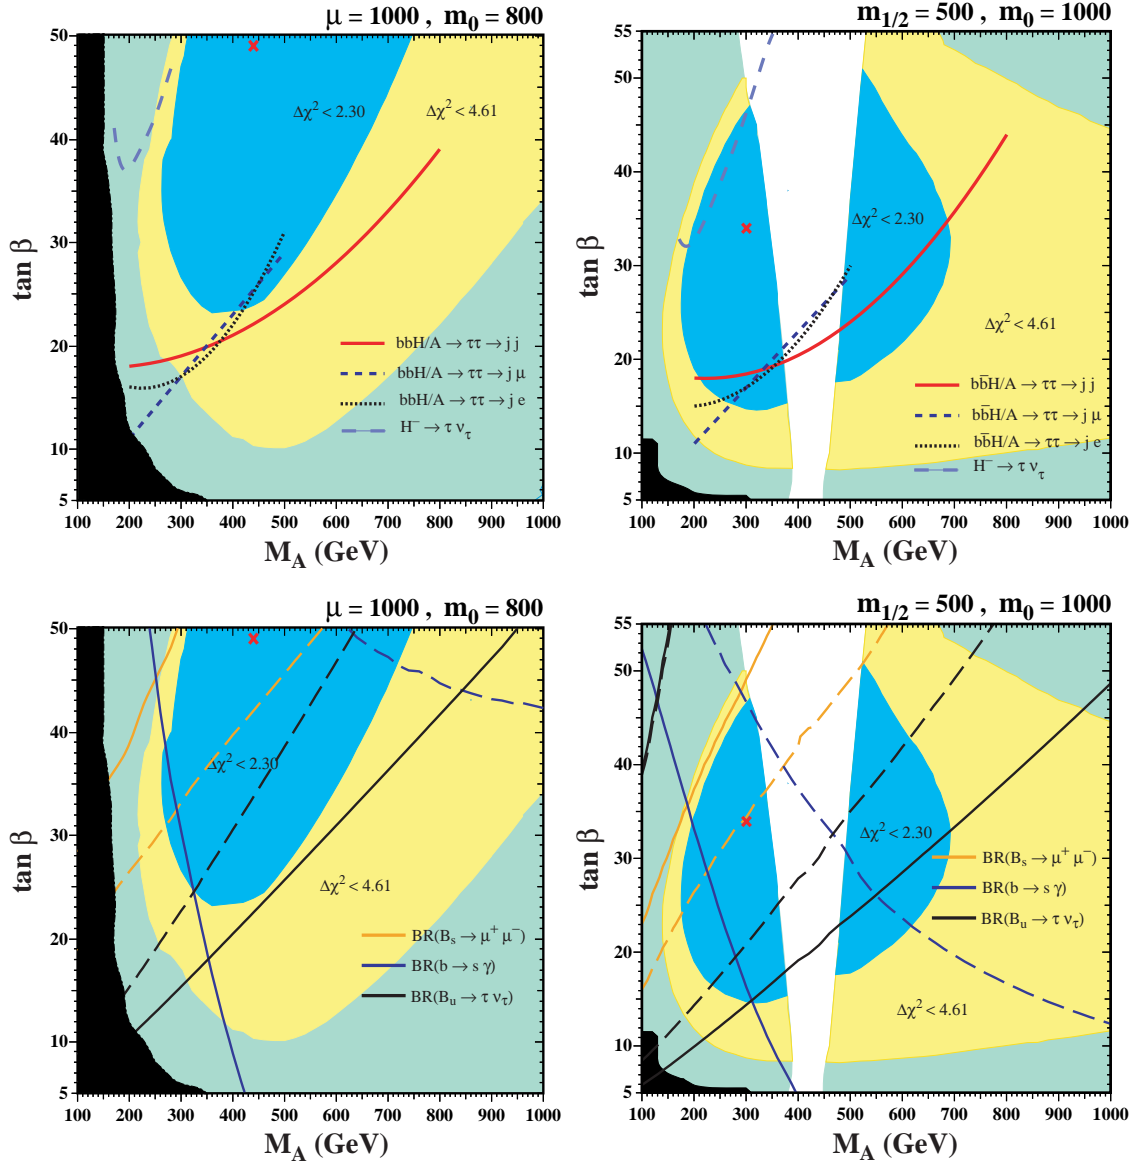 μ = 1000 , m0 = 800
50
40
30
20
10
5
tan β
Δχ² < 2.30
Δχ² < 4.61
bbH/A → ττ → j j
bbH/A → ττ → j μ
bbH/A → ττ → j e
H⁻ → τ ντ
100 200 300 400 500 600 700 800 900 1000
MA (GeV)
m1/2 = 500 , m0 = 1000
55
50
40
30
20
10
5
tan β
Δχ² < 2.30
Δχ² < 4.61
bb̄H/A → ττ → j j
bb̄H/A → ττ → j μ
bb̄H/A → ττ → j e
H⁻ → τ ντ
100 200 300 400 500 600 700 800 900 1000
MA (GeV)
μ = 1000 , m0 = 800
50
40
30
20
10
5
tan β
Δχ² < 2.30
Δχ² < 4.61
BR(Bs → μ⁺ μ⁻)
BR(b → s γ)
BR(Bu → τ ντ)
100 200 300 400 500 600 700 800 900 1000
MA (GeV)
m1/2 = 500 , m0 = 1000
55
50
40
30
20
10
5
tan β
Δχ² < 2.30
BR(Bs → μ⁺ μ⁻)
BR(b → s γ)
BR(Bu → τ ντ)
Δχ² < 4.61
100 200 300 400 500 600 700 800 900 1000
MA (GeV)